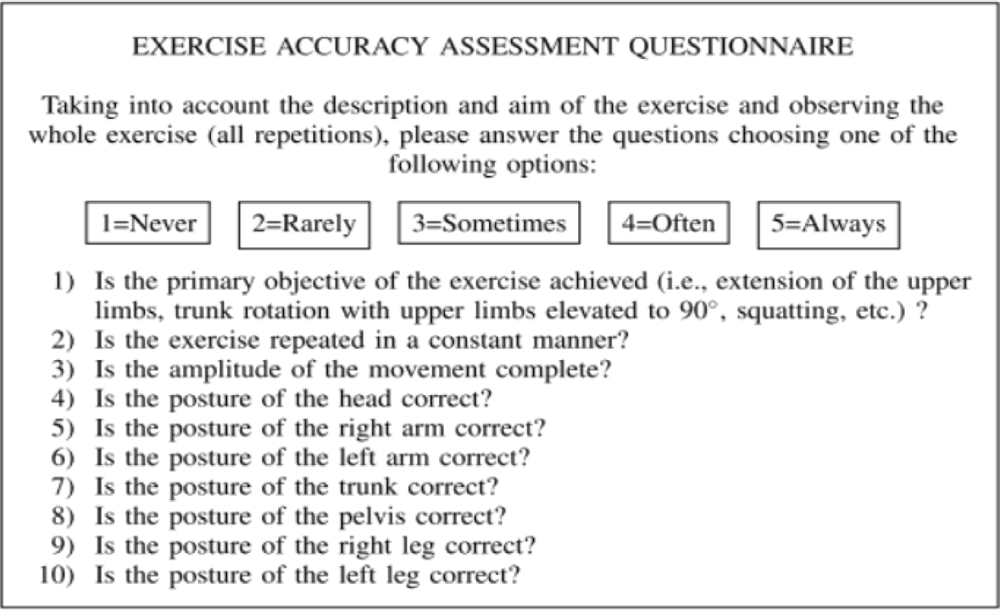 EXERCISE ACCURACY ASSESSMENT QUESTIONNAIRE
Taking into account the description and aim of the exercise and observing the
whole exercise (all repetitions), please answer the questions choosing one of the
following options:
1=Never 2=Rarely 3=Sometimes 4=Often 5=Always
1) Is the primary objective of the exercise achieved (i.e., extension of the upper
limbs, trunk rotation with upper limbs elevated to 90°, squatting, etc.) ?
2) Is the exercise repeated in a constant manner?
3) Is the amplitude of the movement complete?
4) Is the posture of the head correct?
5) Is the posture of the right arm correct?
6) Is the posture of the left arm correct?
7) Is the posture of the trunk correct?
8) Is the posture of the pelvis correct?
9) Is the posture of the right leg correct?
10) Is the posture of the left leg correct?